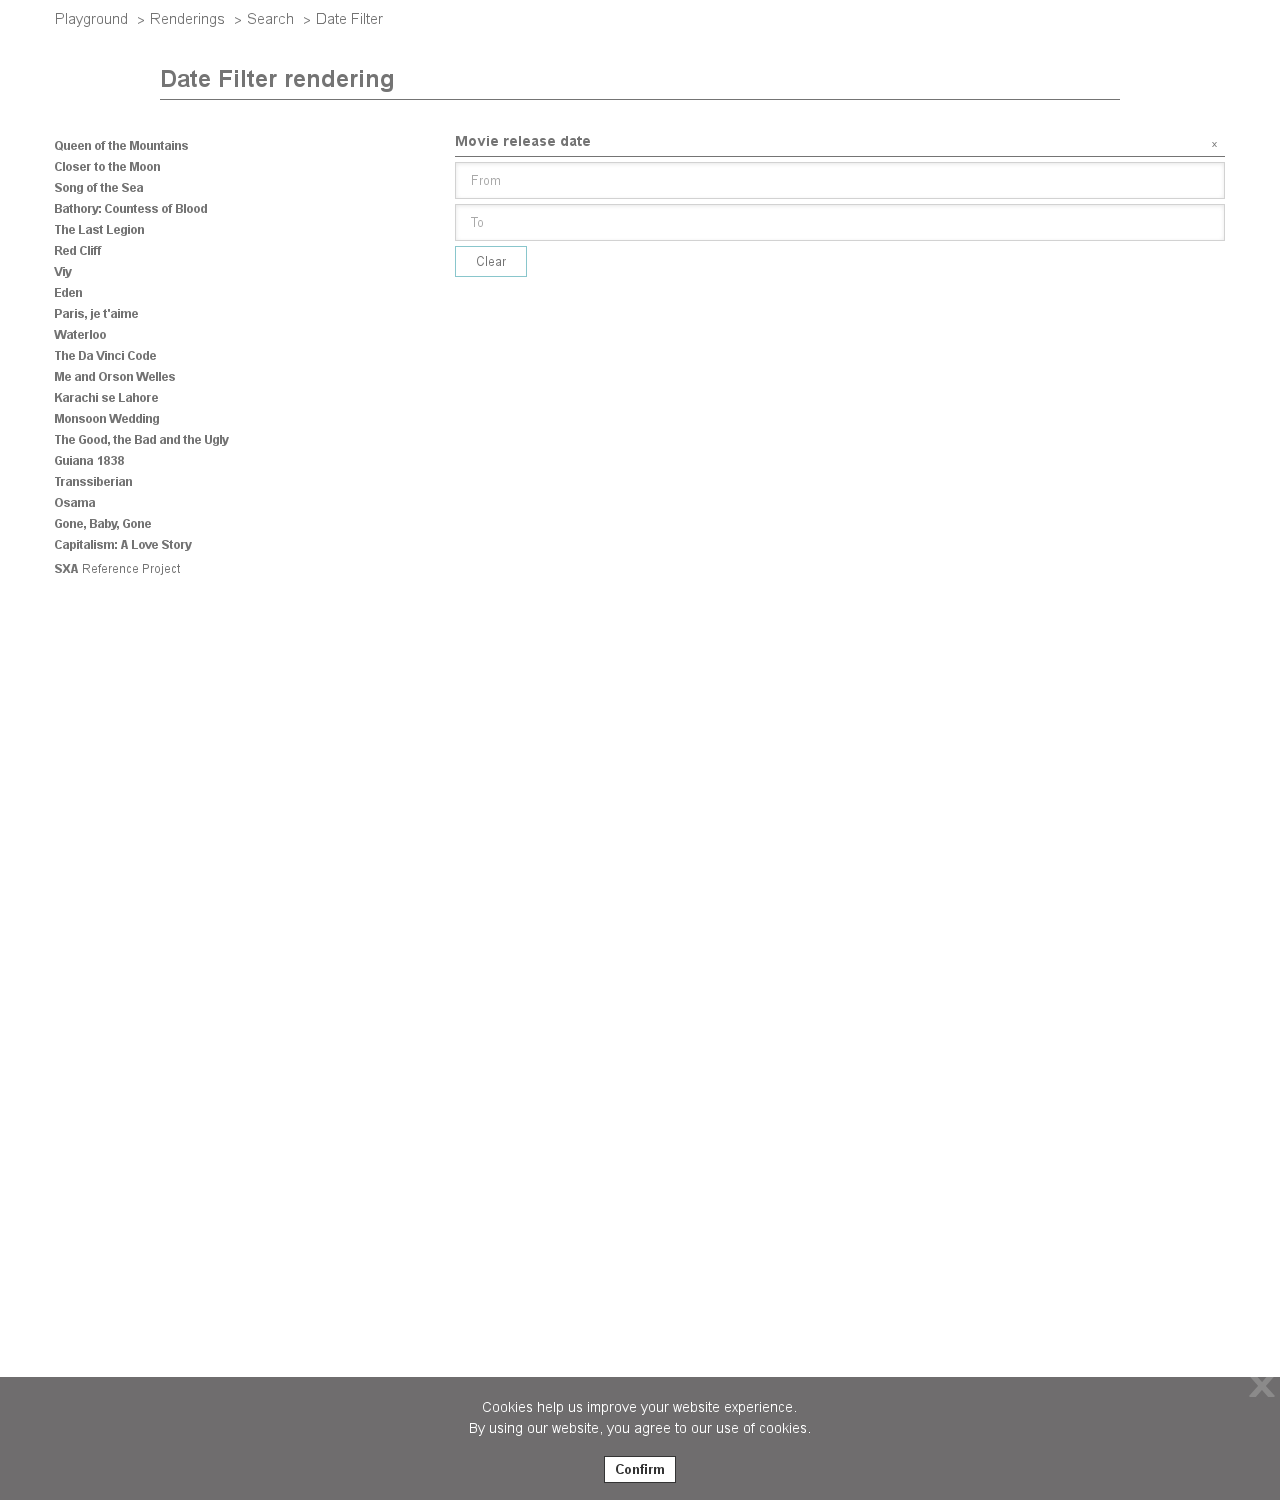 Playground > Renderings > Search > Date Filter
Date Filter rendering
Queen of the Mountains
Closer to the Moon
Song of the Sea
Bathory: Countess of Blood
The Last Legion
Red Cliff
Viy
Eden
Paris, je t'aime
Waterloo
The Da Vinci Code
Me and Orson Welles
Karachi se Lahore
Monsoon Wedding
The Good, the Bad and the Ugly
Guiana 1838
Transsiberian
Osama
Gone, Baby, Gone
Capitalism: A Love Story
SXA Reference Project
Movie release date x
From
To
Clear
X
Cookies help us improve your website experience.
By using our website, you agree to our use of cookies.
Confirm